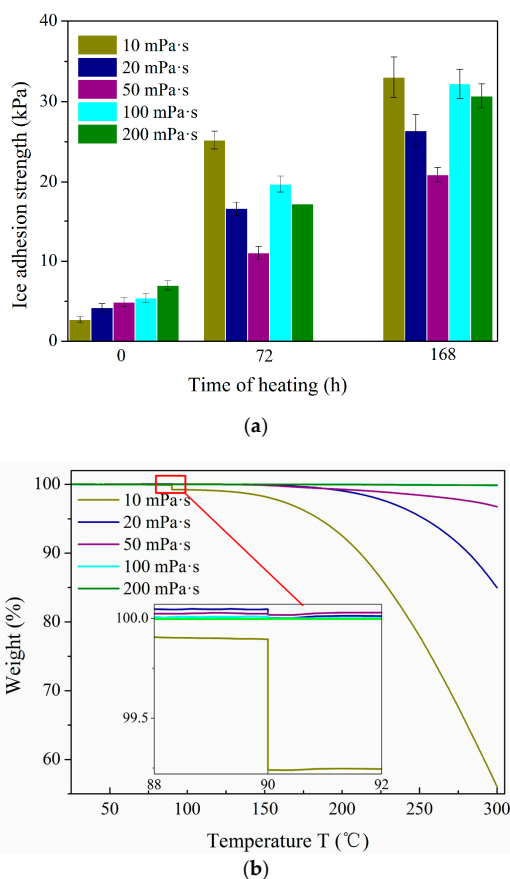 40
30
20
10
0
Ice adhesion strength (kPa)
10 mPa·s
20 mPa·s
50 mPa·s
100 mPa·s
200 mPa·s
0 72 168
Time of heating (h)
(a)
100
90
80
70
60
Weight (%)
10 mPa·s
20 mPa·s
50 mPa·s
100 mPa·s
200 mPa·s
100.0
99.5
88 90 92
50 100 150 200 250 300
Temperature T (℃)
(b)